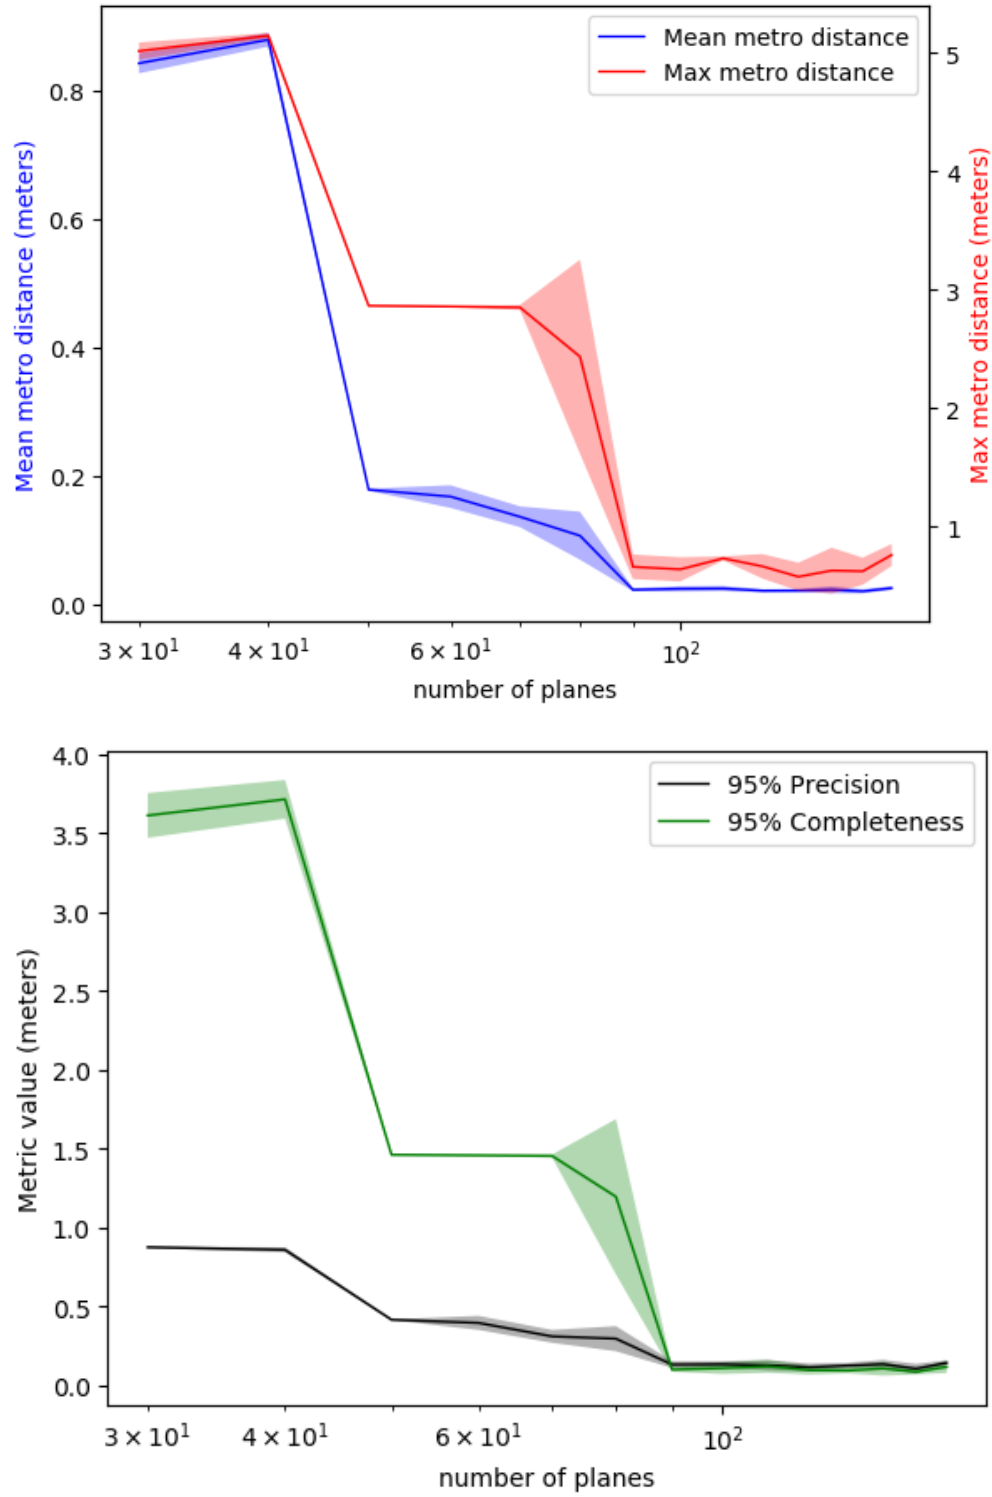 Mean metro distance
Max metro distance
0.8
0.6
0.4
0.2
0.0
Mean metro distance (meters)
5
4
3
2
1
Max metro distance (meters)
3 × 10¹
4 × 10¹
6 × 10¹
10²
number of planes
95% Precision
95% Completeness
4.0
3.5
3.0
2.5
2.0
1.5
1.0
0.5
0.0
Metric value (meters)
3 × 10¹
4 × 10¹
6 × 10¹
10²
number of planes